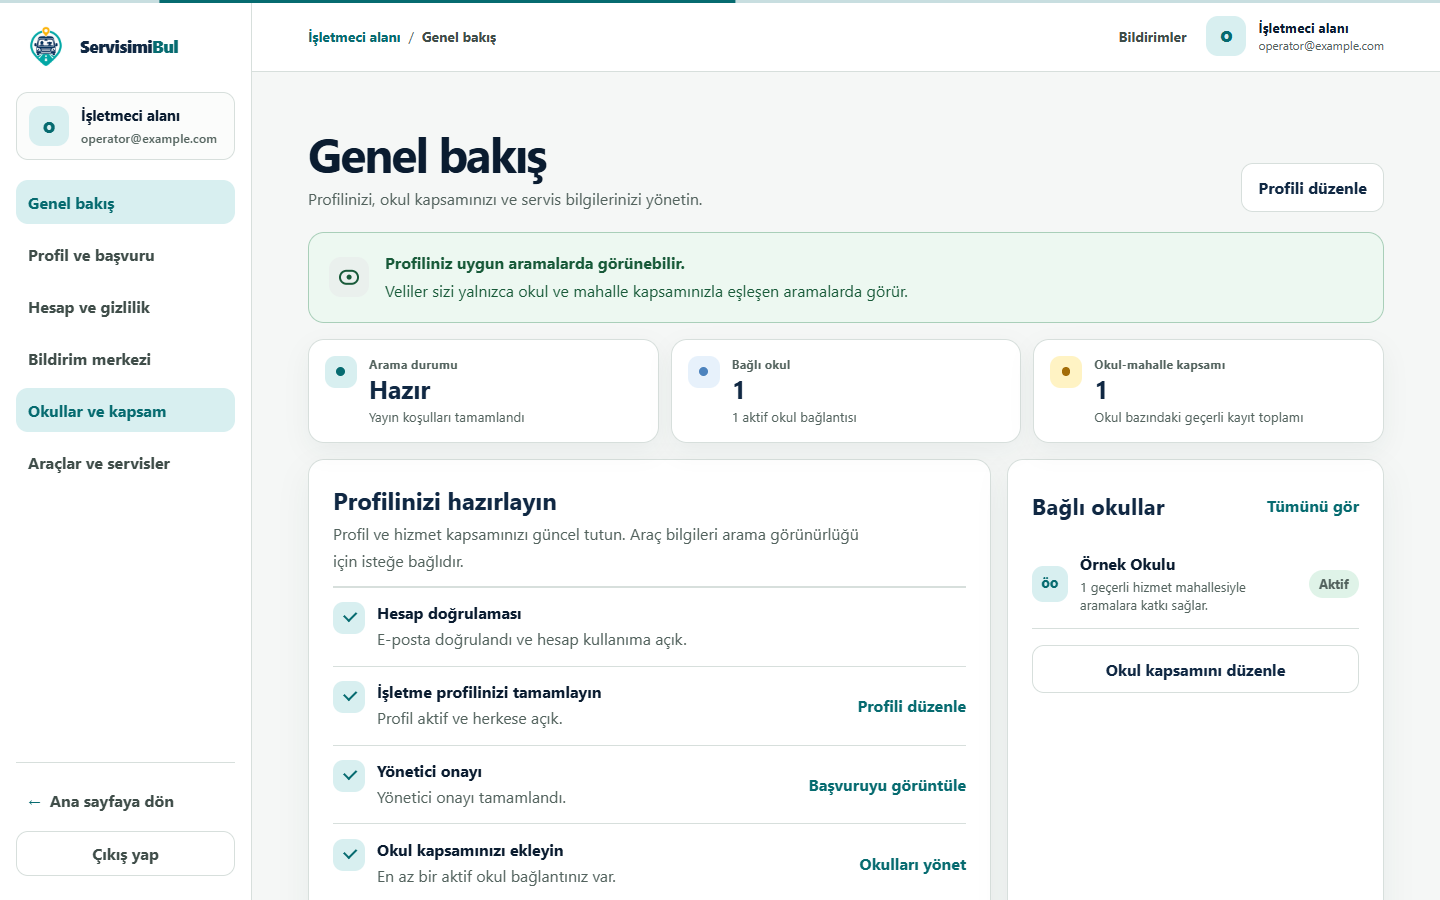 ServisimiBul
İşletmeci alanı
operator@example.com
Genel bakış
Profil ve başvuru
Hesap ve gizlilik
Bildirim merkezi
Okullar ve kapsam
Araçlar ve servisler
← Ana sayfaya dön
Çıkış yap
İşletmeci alanı / Genel bakış
Bildirimler
İşletmeci alanı
operator@example.com
Genel bakış
Profilinizi, okul kapsamınızı ve servis bilgilerinizi yönetin.
Profili düzenle
Profiliniz uygun aramalarda görünebilir.
Veliler sizi yalnızca okul ve mahalle kapsamınızla eşleşen aramalarda görür.
Arama durumu
Hazır
Yayın koşulları tamamlandı
Bağlı okul
1
1 aktif okul bağlantısı
Okul-mahalle kapsamı
1
Okul bazındaki geçerli kayıt toplamı
Profilinizi hazırlayın
Profil ve hizmet kapsamınızı güncel tutun. Araç bilgileri arama görünürlüğü
için isteğe bağlıdır.
Hesap doğrulaması
E-posta doğrulandı ve hesap kullanıma açık.
İşletme profilinizi tamamlayın
Profil aktif ve herkese açık.
Profili düzenle
Yönetici onayı
Yönetici onayı tamamlandı.
Başvuruyu görüntüle
Okul kapsamınızı ekleyin
En az bir aktif okul bağlantınız var.
Okulları yönet
Bağlı okullar
Tümünü gör
öo
Örnek Okulu
1 geçerli hizmet mahallesiyle
aramalara katkı sağlar.
Aktif
Okul kapsamını düzenle